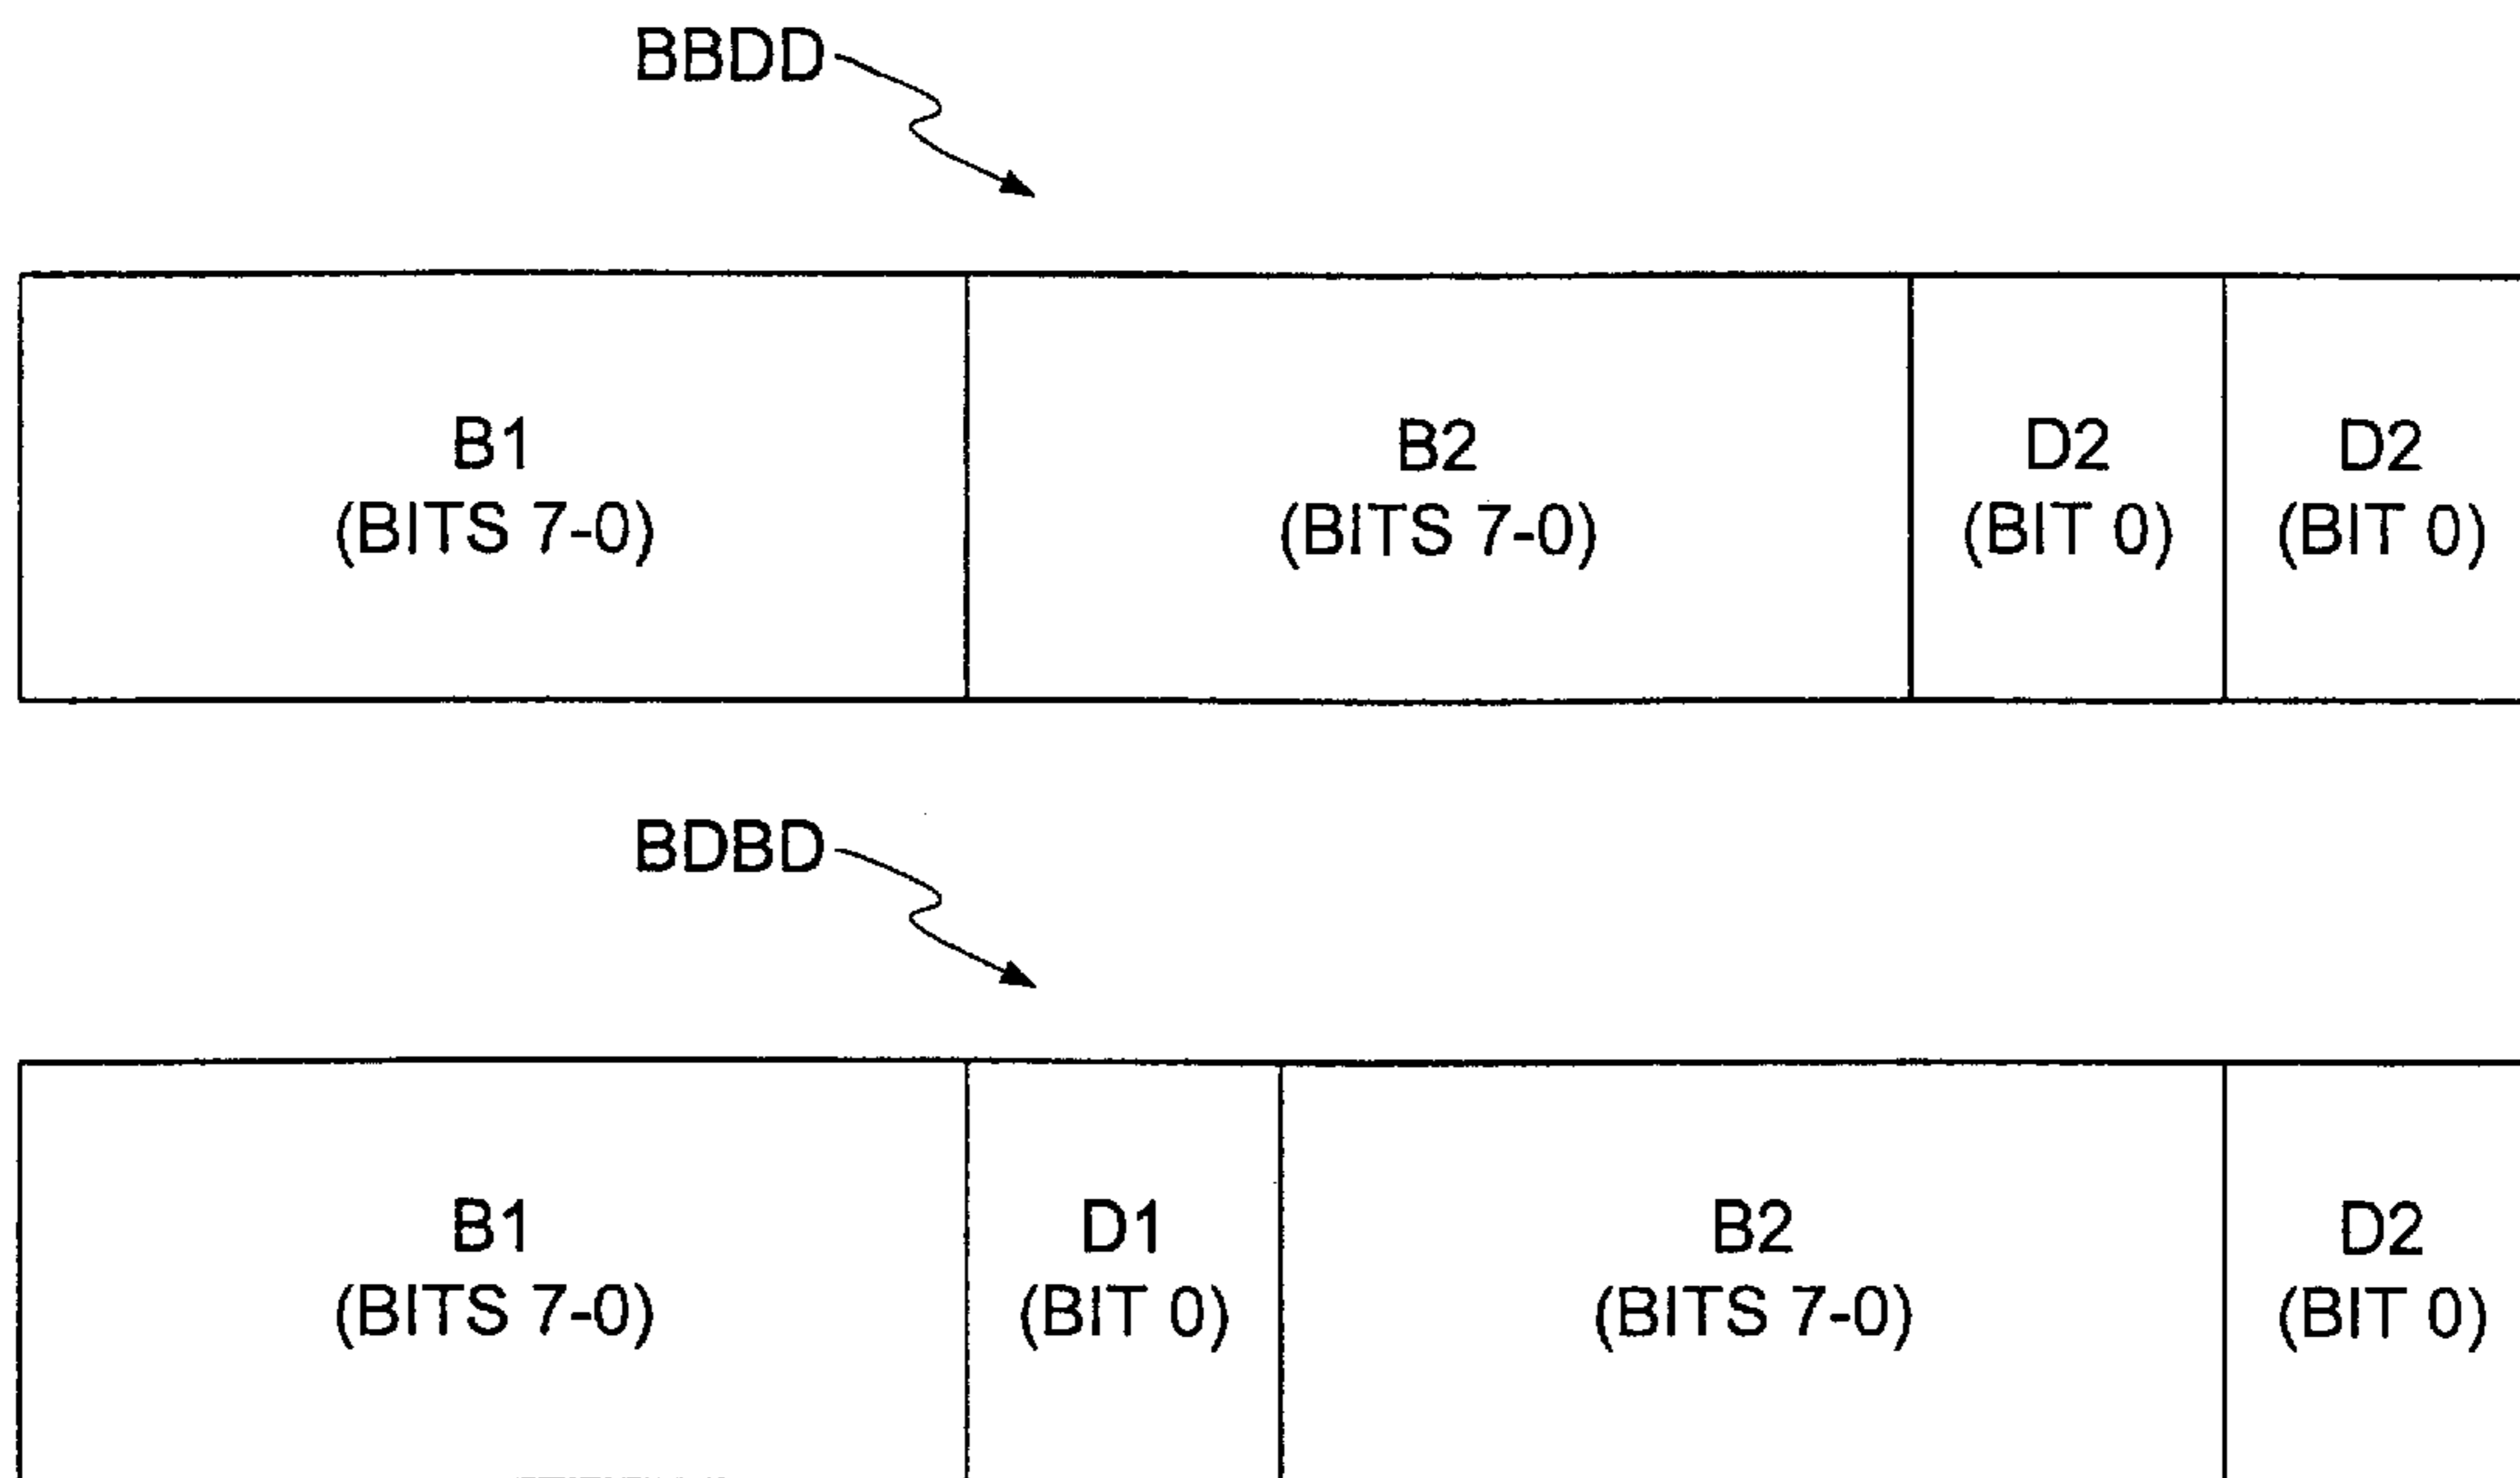 BBDD
B1
(BITS 7-0)
B2
(BITS 7-0)
D2
(BIT 0)
D2
(BIT 0)
BDBD
B1
(BITS 7-0)
D1
(BIT 0)
B2
(BITS 7-0)
D2
(BIT 0)